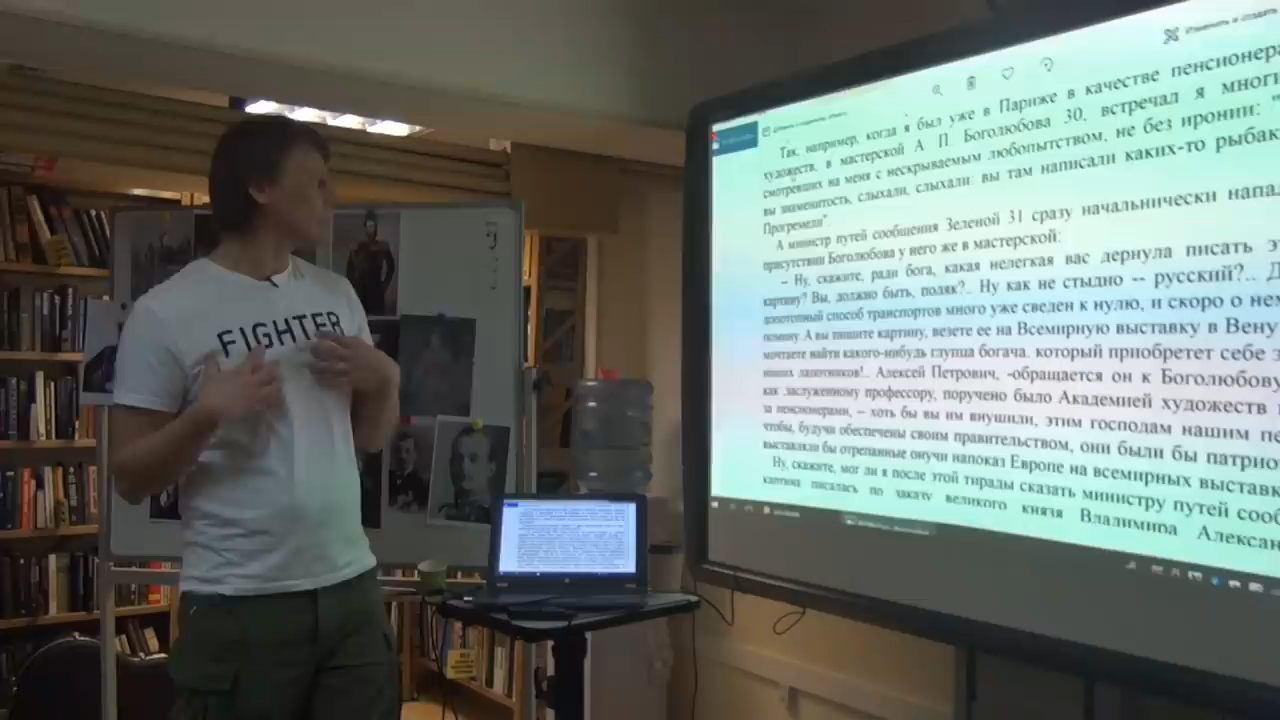 FIGHTER
Изменить и создать
Так, например, когда я был уже в Париже в качестве пенсионера
художеств, в мастерской А. П. Боголюбова 30, встречал я многи
смотревших на меня с нескрываемым любопытством, не без иронии: "
вы знаменитость, слыхали, слыхали: вы там написали каких-то рыбако
Прогремели".
А министр путей сообщения Зеленой 31 сразу начальнически напал
присутствии Боголюбова у него же в мастерской:
– Ну, скажите, ради бога, какая нелегкая вас дернула писать э
картину? Вы, должно быть, поляк?.. Ну как не стыдно -- русский?.. Д
допотопный способ транспортов много уже сведен к нулю, и скоро о нем
помину. А вы пишите картину, везете ее на Всемирную выставку в Вену
мечтаете найти какого-нибудь глупца богача, который приобретет себе э
наших лапотников!.. Алексей Петрович, -обращается он к Боголюбову,
как заслуженному профессору, поручено было Академией художеств
за пенсионерами, – хоть бы вы им внушили, этим господам нашим пе
чтобы, будучи обеспечены своим правительством, они были бы патрио
выставляли бы отрепанные онучи напоказ Европе на всемирных выставк
Ну, скажите, мог ли я после этой тирады сказать министру путей сооб
картина писалась по заказу великого князя Владимира Алексан